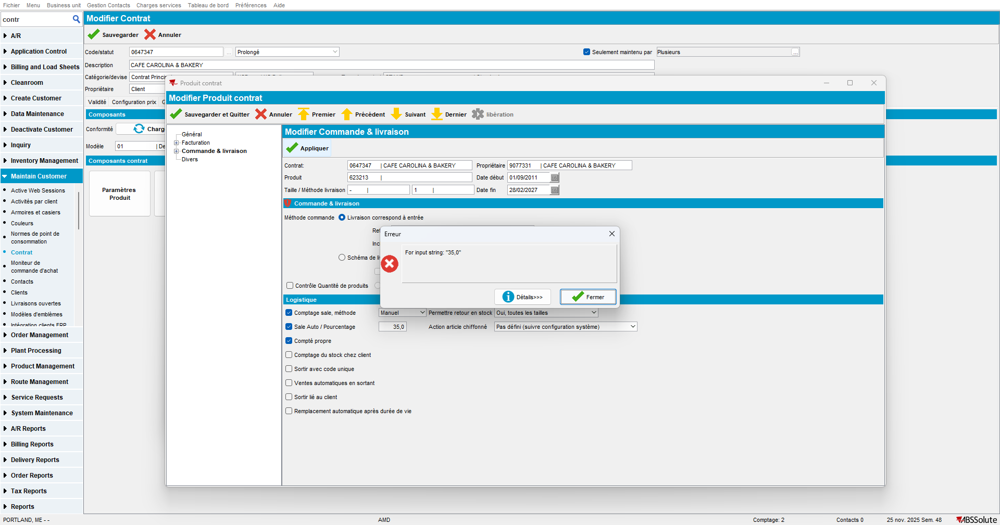 Fichier Menu Business unit Gestion Contacts Charges services Tableau de bord Préférences Aide
contr
Modifier Contrat
Sauvegarder Annuler
A/R
Application Control
Billing and Load Sheets
Cleanroom
Create Customer
Data Maintenance
Deactivate Customer
Inquiry
Inventory Management
Maintain Customer
Active Web Sessions
Activités par client
Armoires et casiers
Couleurs
Normes de point de
consommation
Contrat
Moniteur de
commande d'achat
Contacts
Clients
Livraisons ouvertes
Modèles d'emblèmes
Intégration clients ERP
Order Management
Plant Processing
Product Management
Route Management
Service Requests
System Maintenance
A/R Reports
Billing Reports
Delivery Reports
Order Reports
Tax Reports
Reports
Code/statut 0647347 ... Prolongé Seulement maintenu par Plusieurs ...
Description CAFE CAROLINA & BAKERY
Catégorie/devise Contrat Princi
Propriétaire Client
Validité Configuration prix G
Composants
Conformité Charg
Modèle 01 | De
Composants contrat
Paramètres
Produit
Produit contrat
Modifier Produit contrat
Sauvegarder et Quitter Annuler Premier Précédent Suivant Dernier libération
Général
Facturation
Commande & livraison
Divers
Modifier Commande & livraison
Appliquer
Contrat: 0647347 | CAFE CAROLINA & BAKERY Propriétaire 9077331 | CAFE CAROLINA & BAKERY
Produit 623213 | Date début 01/09/2011 16
Taille / Méthode livraison - | 1 | Date fin 28/02/2027 16
Commande & livraison
Méthode commande Livraison correspond à entrée
Ret
Inc
Schéma de li
Contrôle Quantité de produits
Erreur
For input string: "35,0"
Détails>>> Fermer
Logistique
Comptage sale, méthode Manuel Permettre retour en stock Oui, toutes les tailles
Sale Auto / Pourcentage 35,0 Action article chiffonné Pas défini (suivre configuration système)
Compté propre
Comptage du stock chez client
Sortir avec code unique
Ventes automatiques en sortant
Sortir lié au client
Remplacement automatique après durée de vie
PORTLAND, ME - - AMD Comptage: 2 Contacts 0 25 nov. 2025 Sem. 48 ABSSolute